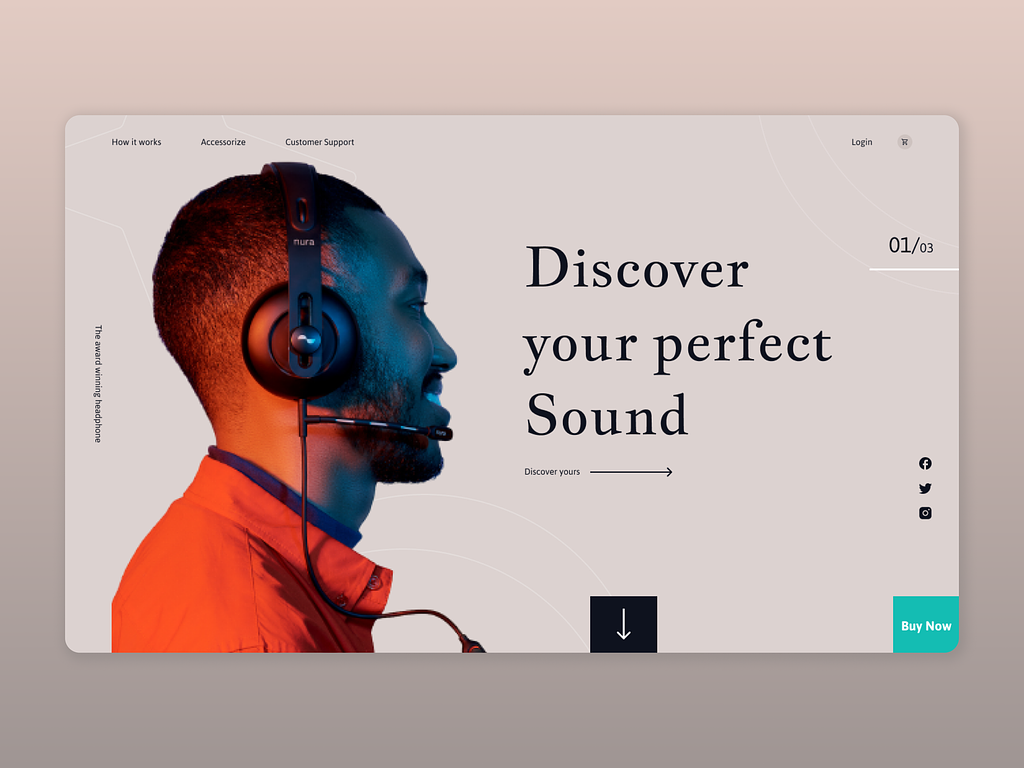 How it works
Accessorize
Customer Support
Login
nura
01/03
Discover
your perfect
Sound
The award winning headphone
Discover yours
Buy Now